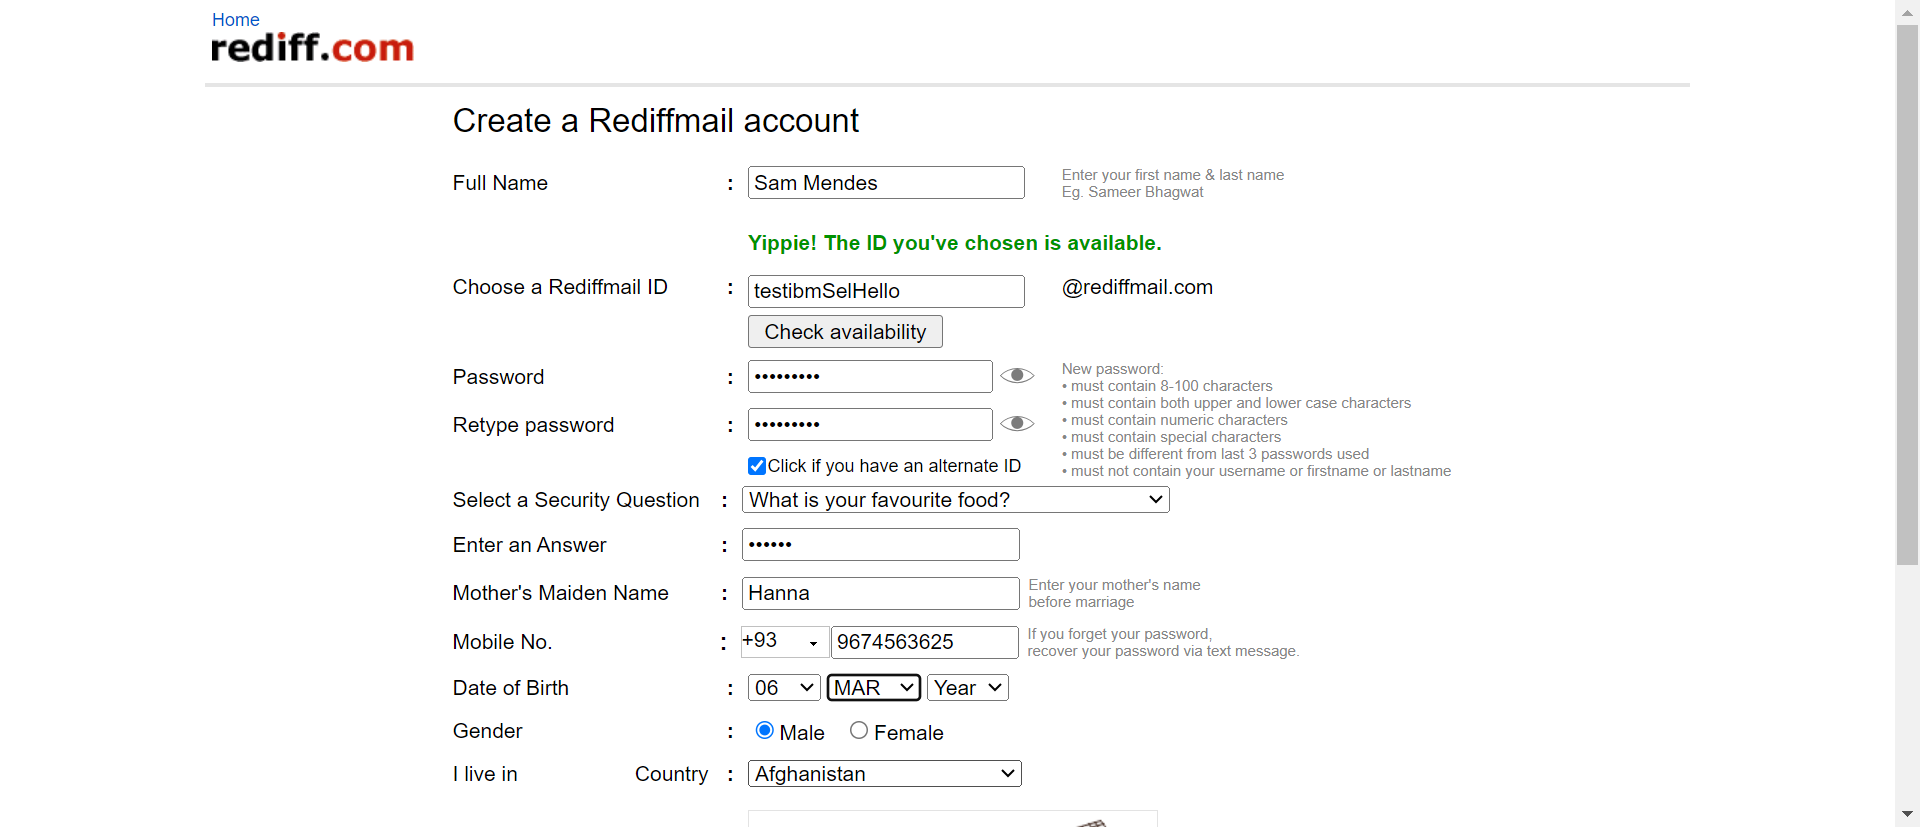 Home
rediff.com
Create a Rediffmail account
Full Name : Sam Mendes
Enter your first name & last name
Eg. Sameer Bhagwat
Yippie! The ID you've chosen is available.
Choose a Rediffmail ID : testibmSelHello @rediffmail.com
Check availability
Password : •••••••••
Retype password : •••••••••
New password:
• must contain 8-100 characters
• must contain both upper and lower case characters
• must contain numeric characters
• must contain special characters
• must be different from last 3 passwords used
• must not contain your username or firstname or lastname
Click if you have an alternate ID
Select a Security Question : What is your favourite food?
Enter an Answer : ••••••
Mother's Maiden Name : Hanna
Enter your mother's name
before marriage
Mobile No. : +93 9674563625
If you forget your password,
recover your password via text message.
Date of Birth : 06 MAR Year
Gender : Male Female
I live in Country : Afghanistan